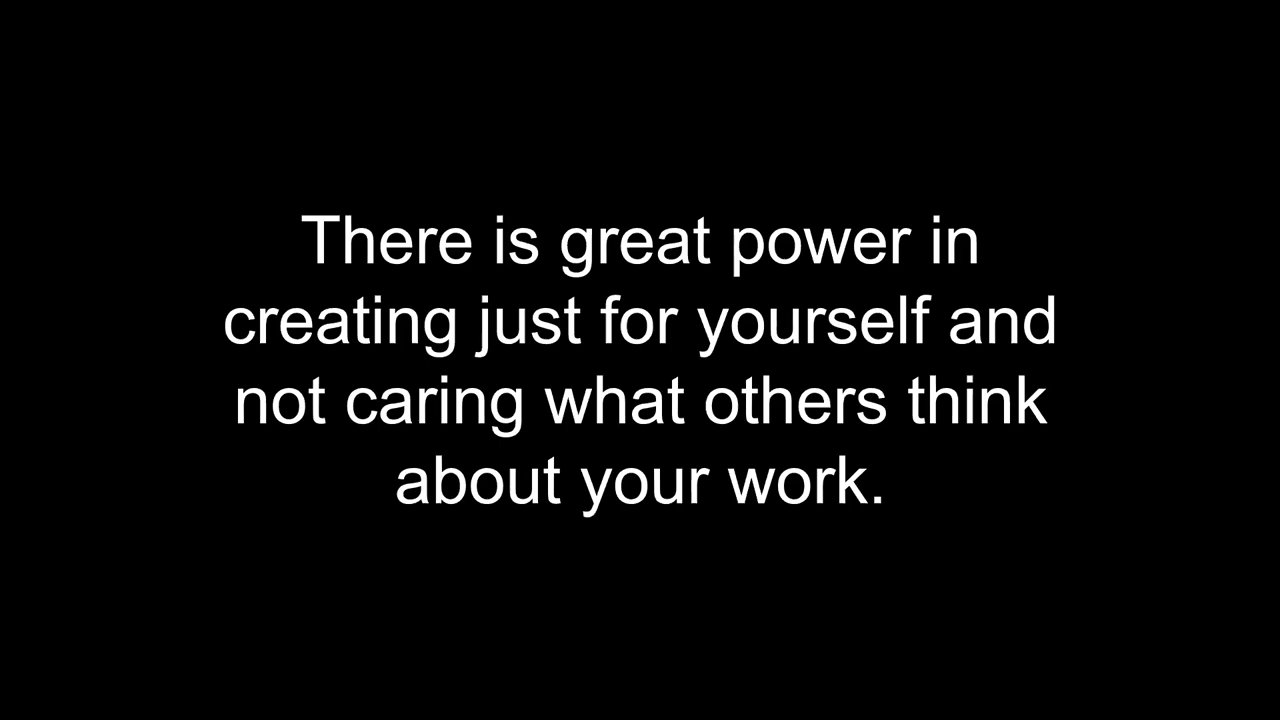 There is great power in
creating just for yourself and
not caring what others think
about your work.